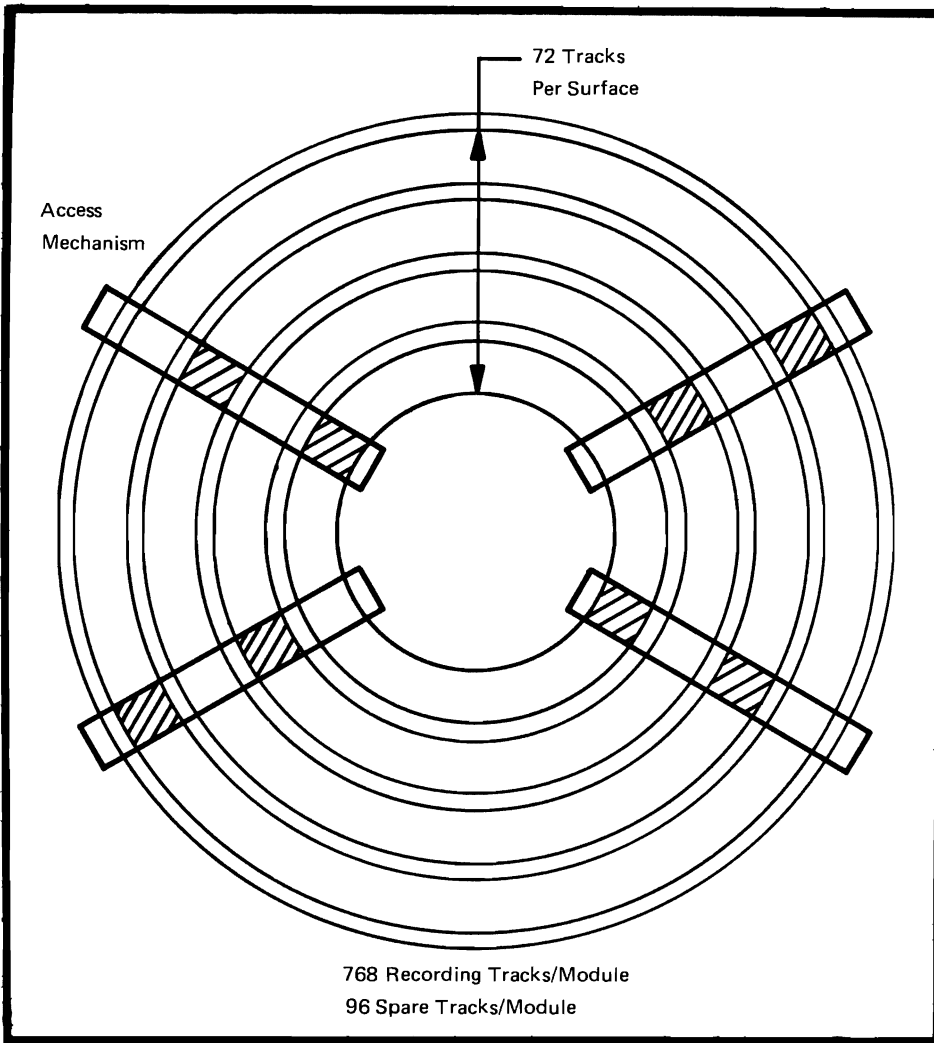 72 Tracks
Per Surface
Access
Mechanism
768 Recording Tracks/Module
96 Spare Tracks/Module